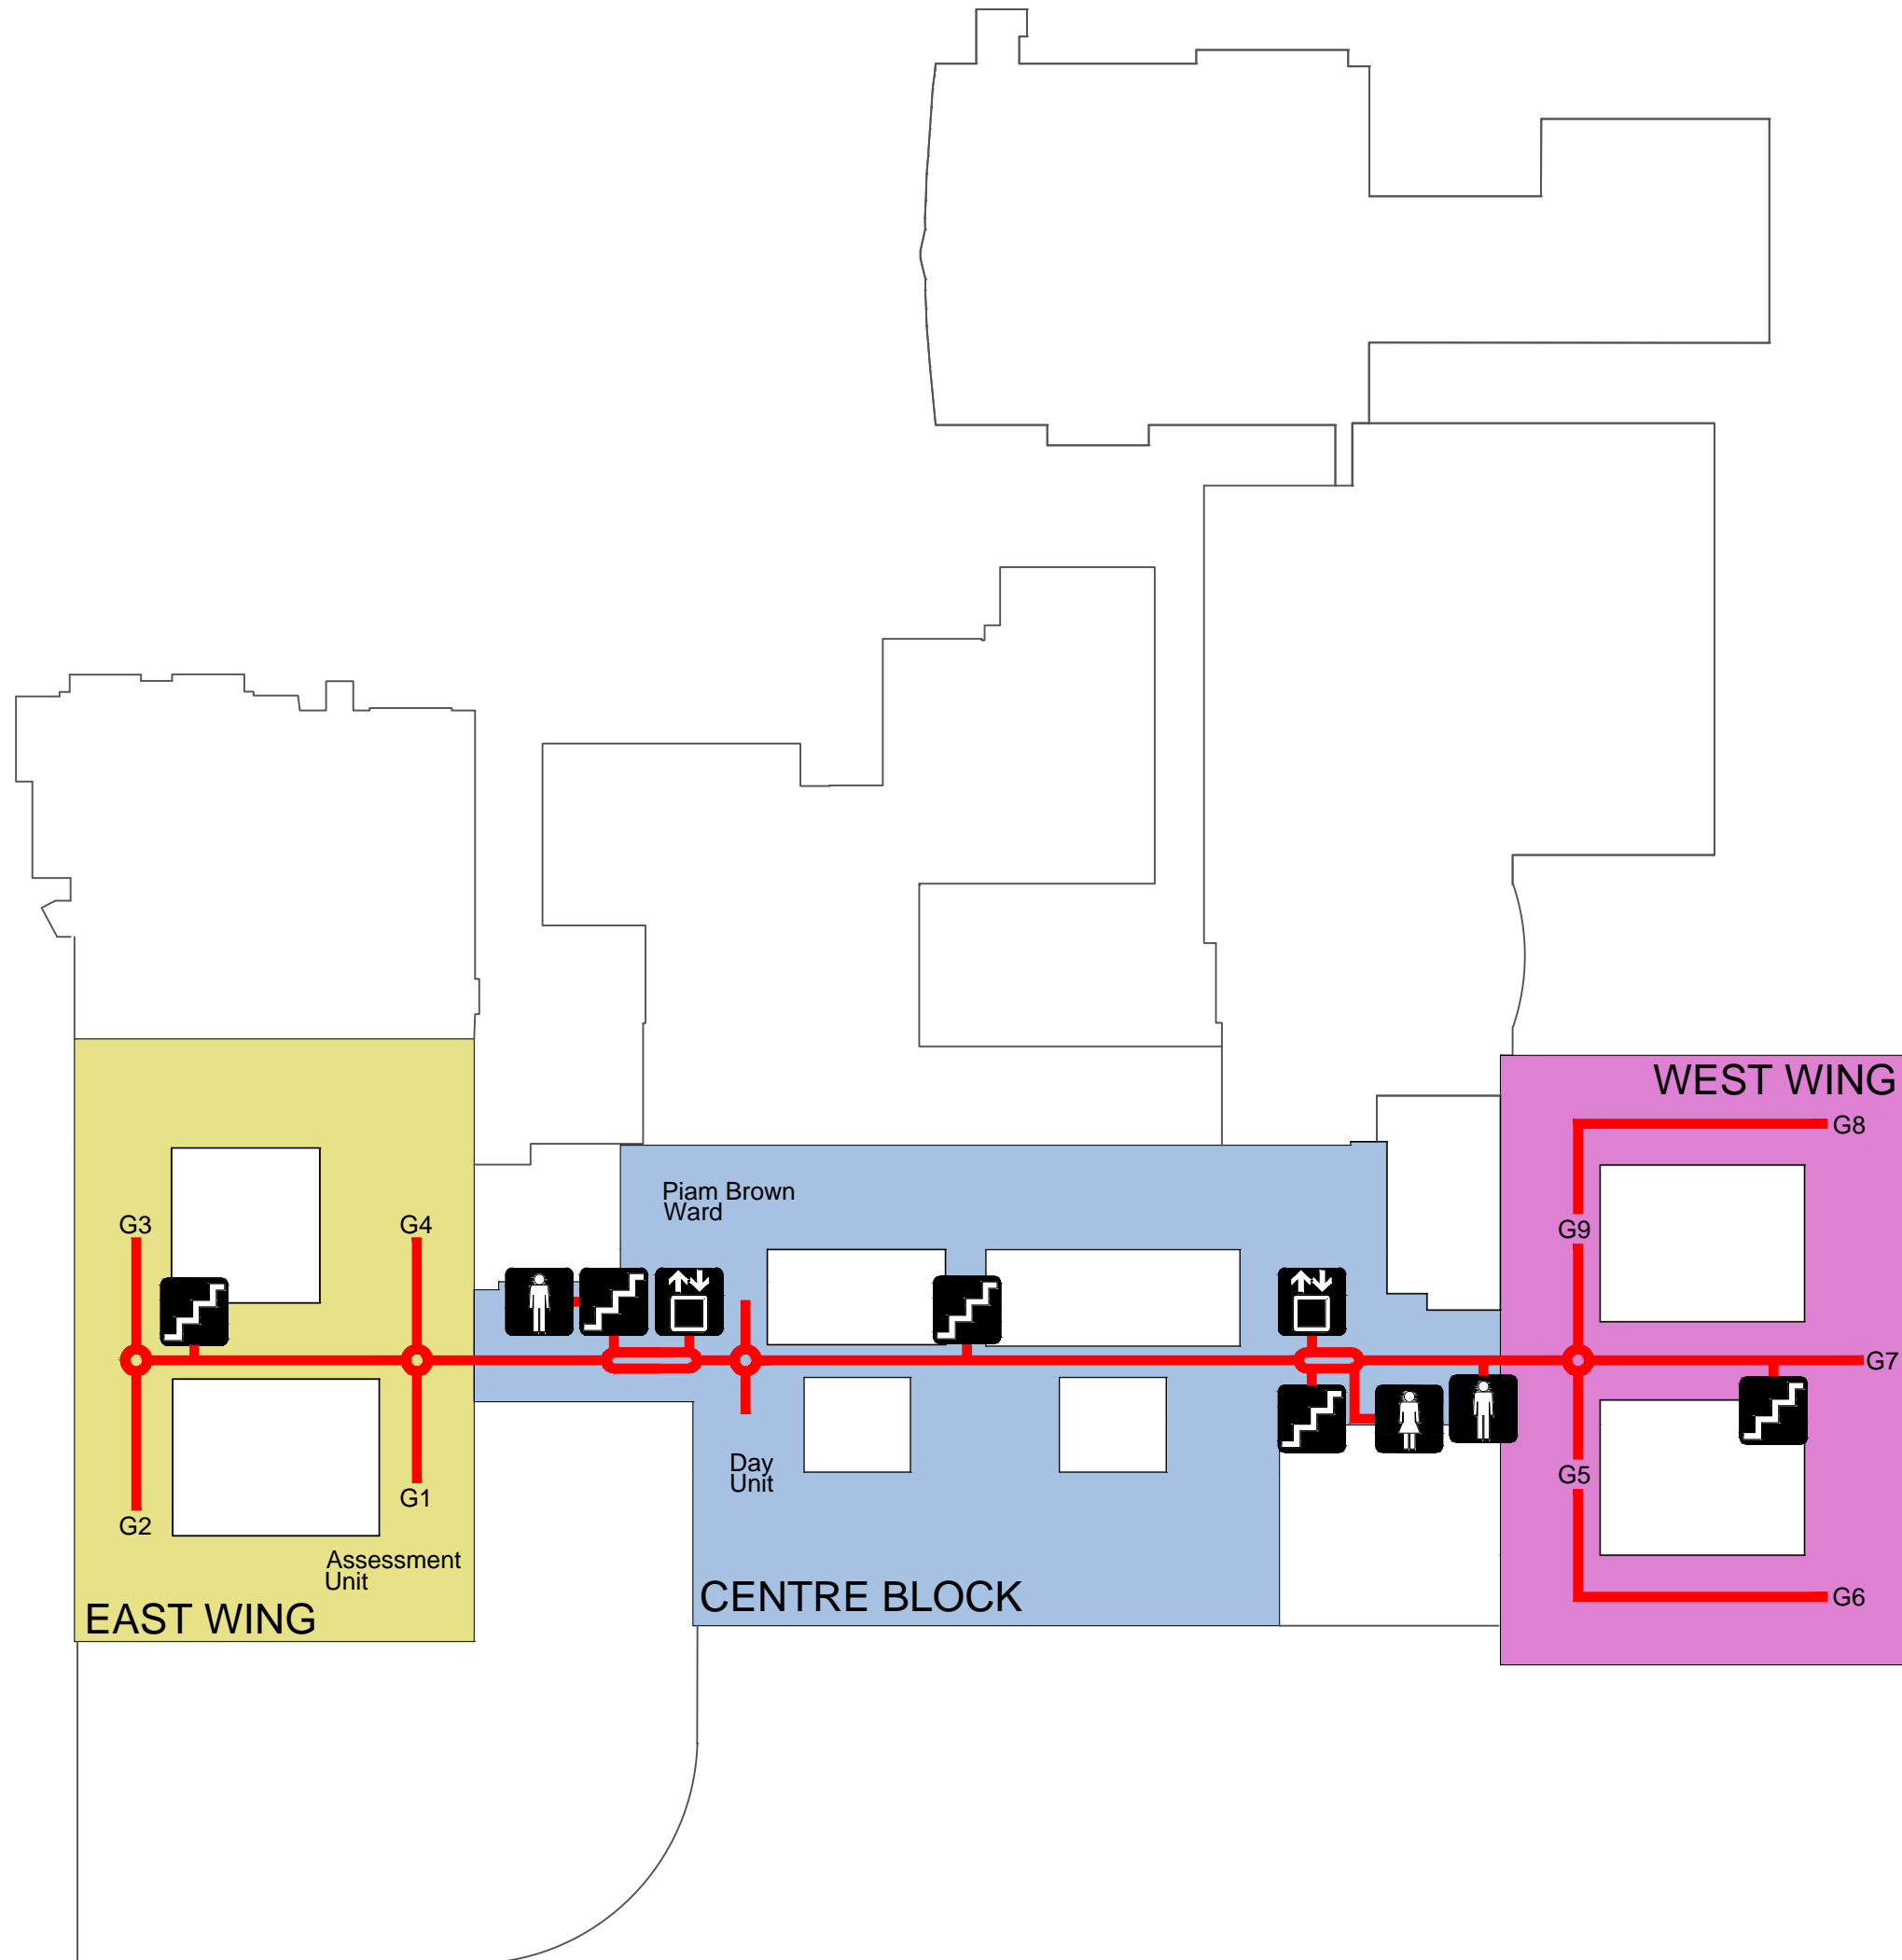 WEST WING
G8
Piam Brown
Ward
G3
G4
G9
G7
Day
Unit
G5
G1
G2
Assessment
Unit
CENTRE BLOCK
G6
EAST WING